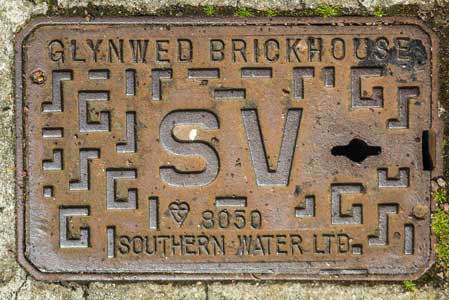 GLYNWED BRICKHOUSE
SV
8050
SOUTHERN WATER LTD.